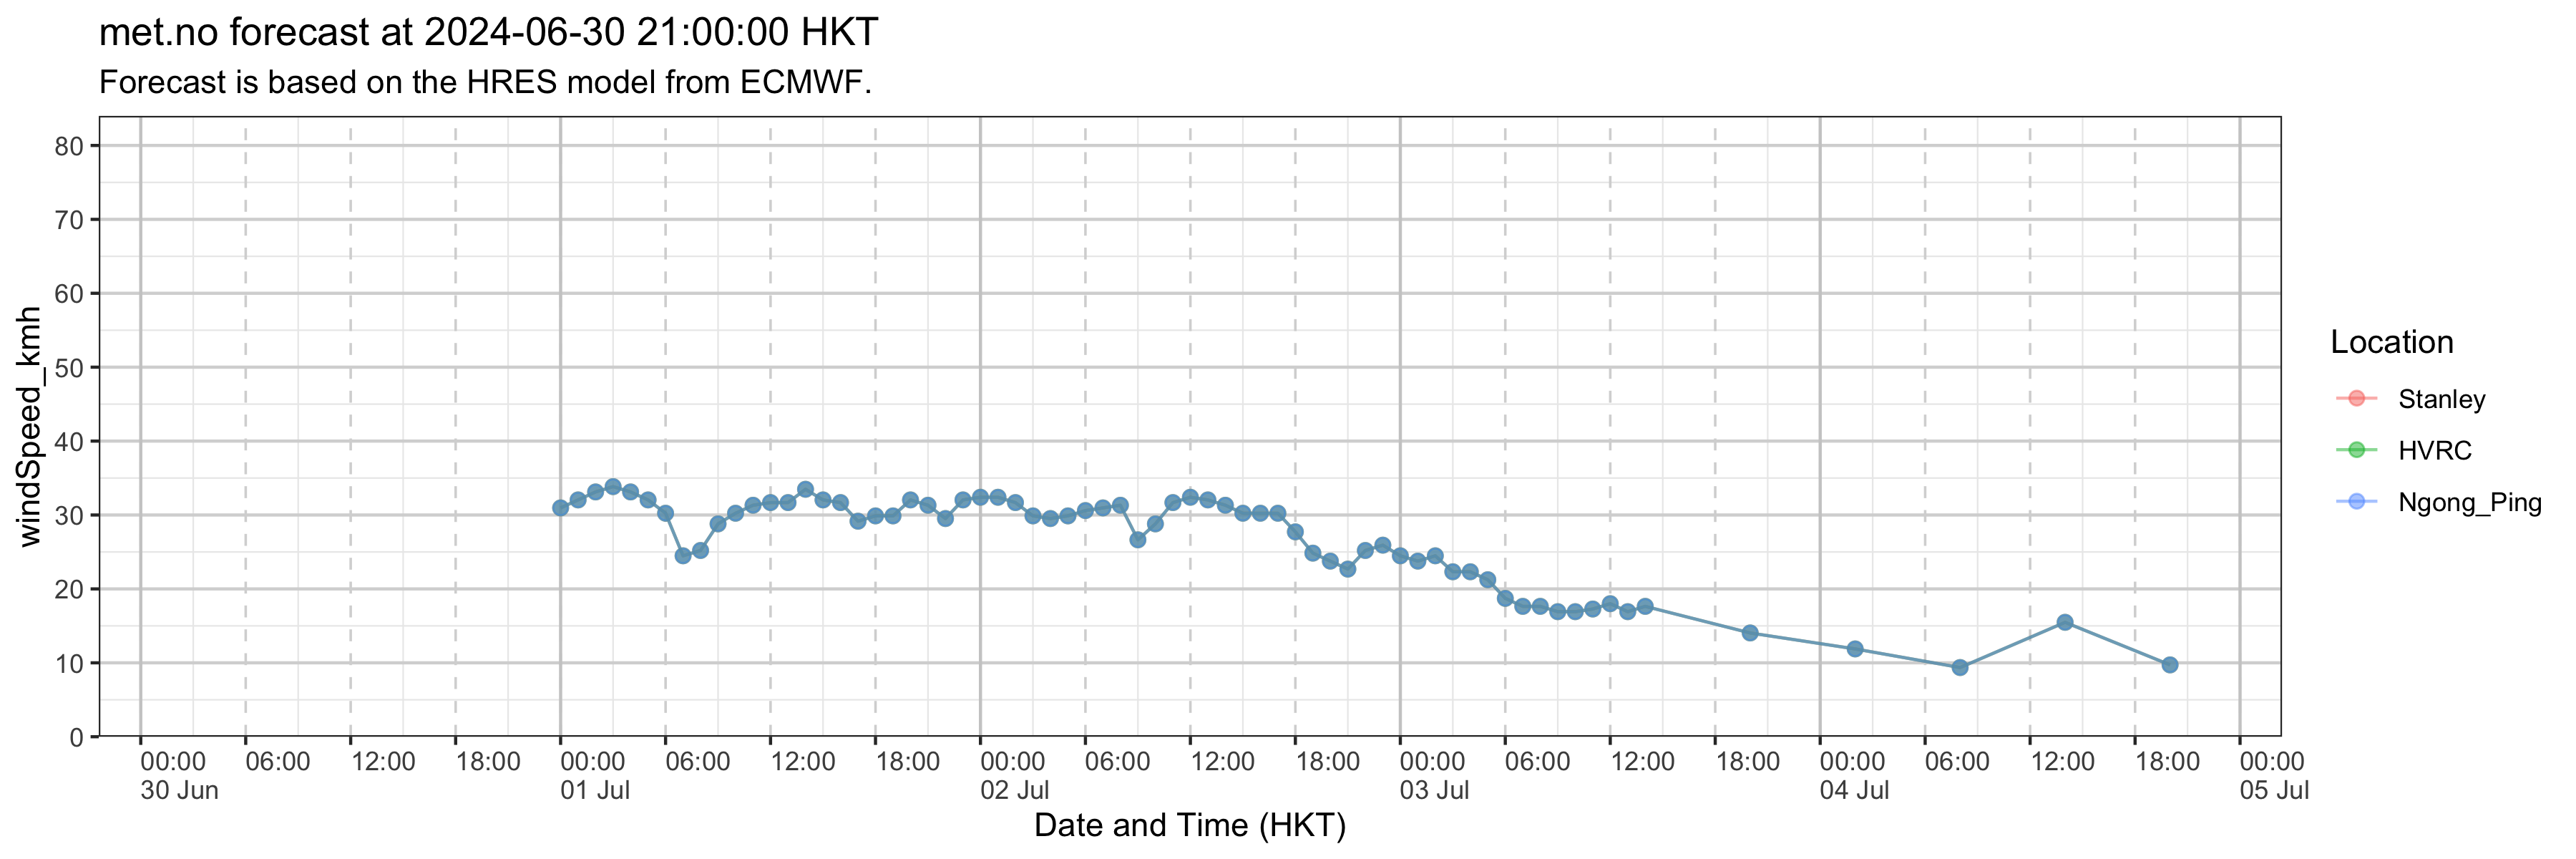 met.no forecast at 2024-06-30 21:00:00 HKT
Forecast is based on the HRES model from ECMWF.
windSpeed_kmh
80
70
60
50
40
30
20
10
0
00:00 06:00 12:00 18:00 00:00 06:00 12:00 18:00 00:00 06:00 12:00 18:00 00:00 06:00 12:00 18:00 00:00 06:00 12:00 18:00 00:00
30 Jun 01 Jul 02 Jul 03 Jul 04 Jul 05 Jul
Date and Time (HKT)
Location
Stanley
HVRC
Ngong_Ping